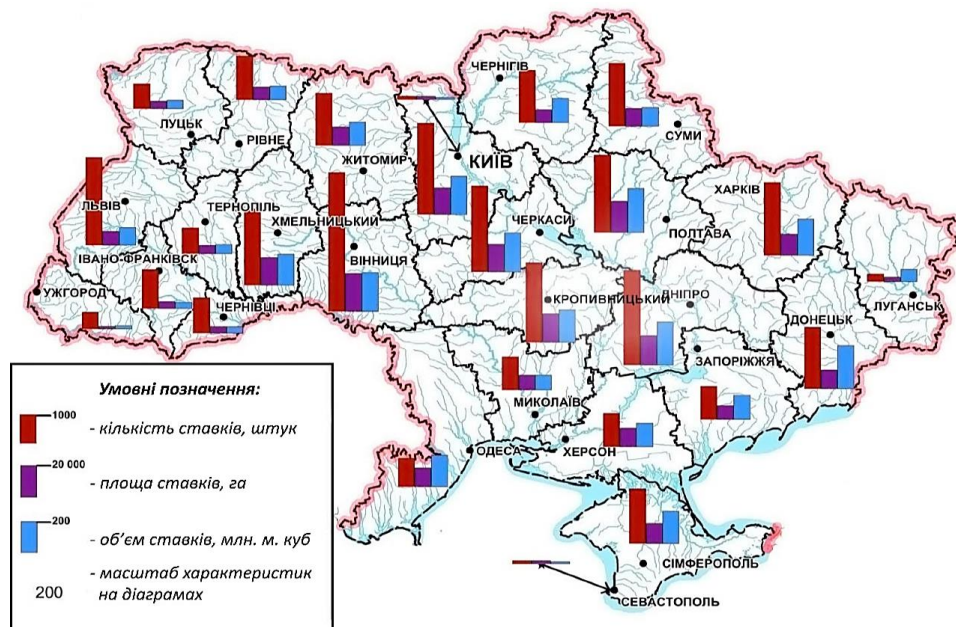 ЧЕРНІГІВ
СУМИ
ЛУЦЬК
РІВНЕ
ЖИТОМИР
КИЇВ
ХАРКІВ
ЛЬВІВ
ТЕРНОПІЛЬ
ХМЕЛЬНИЦЬКИЙ
ЧЕРКАСИ
ПОЛТАВА
ВІННИЦЯ
ІВАНО-ФРАНКІВСК
УЖГОРОД
ЧЕРНІВЦІ
КРОПИВНИЦЬКИЙ
ДНІПРО
ЛУГАНСЬК
ДОНЕЦЬК
ЗАПОРІЖЖЯ
МИКОЛАЇВ
ОДЕСА
ХЕРСОН
СІМФЕРОПОЛЬ
СЕВАСТОПОЛЬ
Умовні позначення:
1000
- кількість ставків, штук
20 000
- площа ставків, га
200
- об'єм ставків, млн. м. куб
200
- масштаб характеристик
на діаграмах